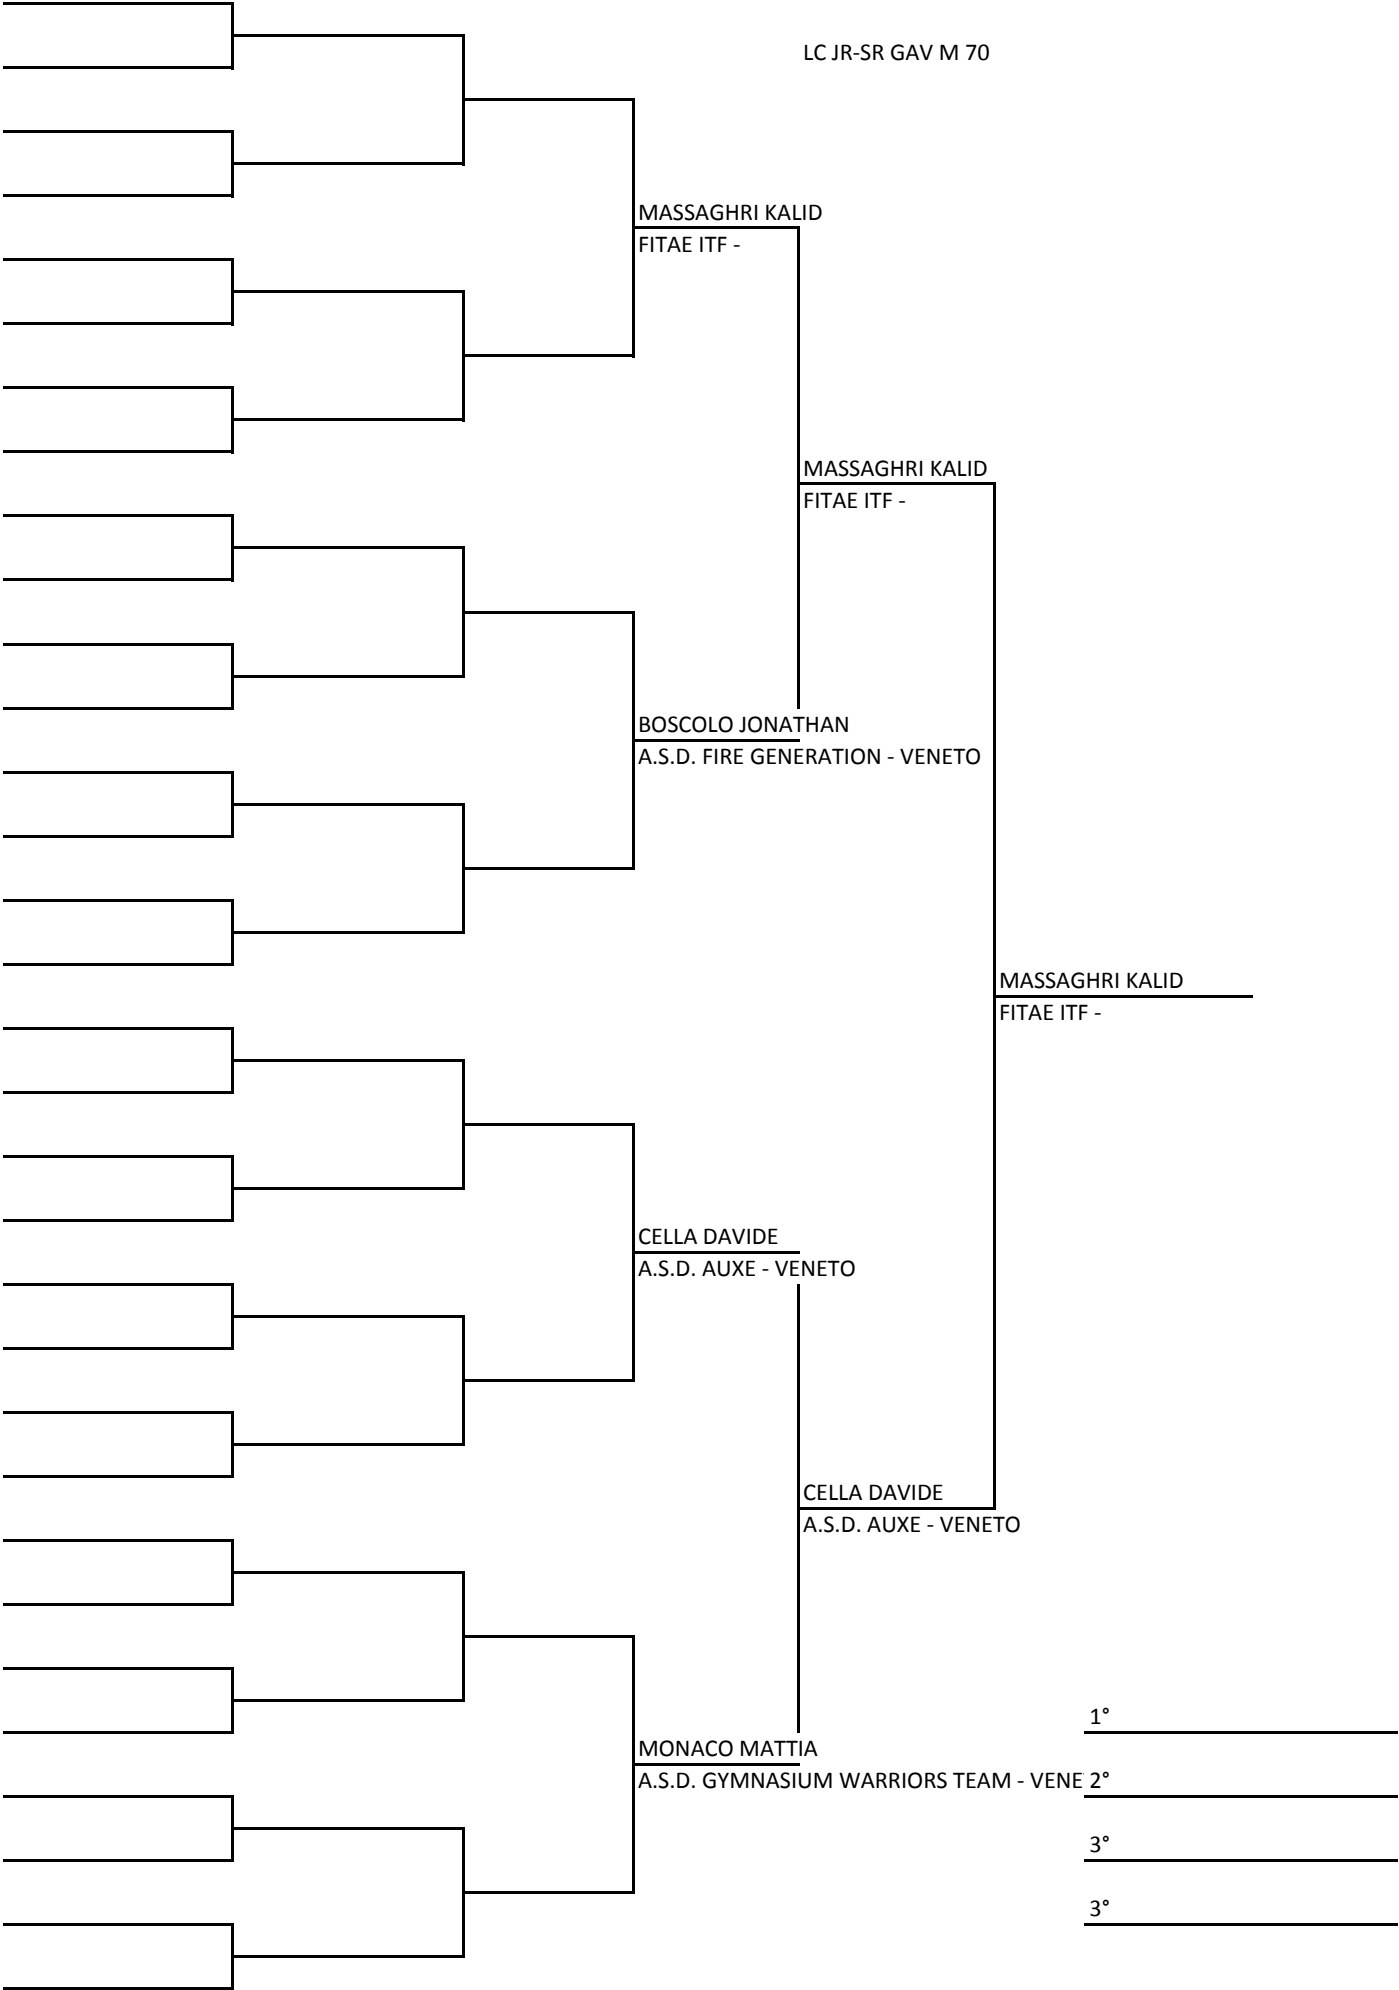 LC JR-SR GAV M 70
MASSAGHRI KALID
FITAE ITF -
MASSAGHRI KALID
FITAE ITF -
BOSCOLO JONATHAN
A.S.D. FIRE GENERATION - VENETO
MASSAGHRI KALID
FITAE ITF -
CELLA DAVIDE
A.S.D. AUXE - VENETO
CELLA DAVIDE
A.S.D. AUXE - VENETO
1°
MONACO MATTIA
A.S.D. GYMNASIUM WARRIORS TEAM - VENE
2°
3°
3°